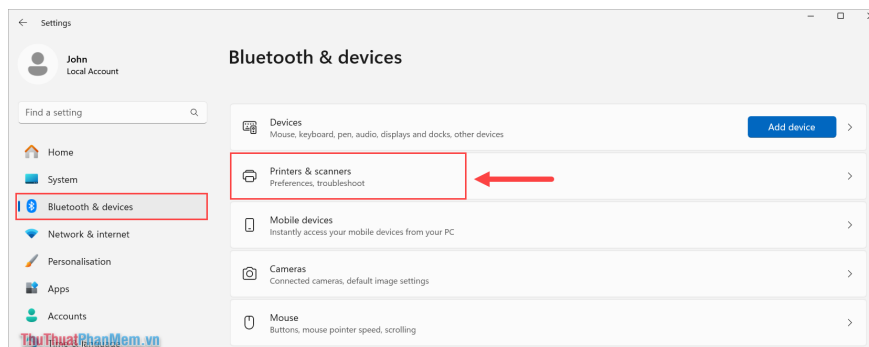 Settings
John
Local Account
Find a setting
Home
System
Bluetooth & devices
Network & internet
Personalisation
Apps
Accounts
Time & language
ThuThuatPhanMem.vn
Bluetooth & devices
Devices
Mouse, keyboard, pen, audio, displays and docks, other devices
Add device
Printers & scanners
Preferences, troubleshoot
Mobile devices
Instantly access your mobile devices from your PC
Cameras
Connected cameras, default image settings
Mouse
Buttons, mouse pointer speed, scrolling